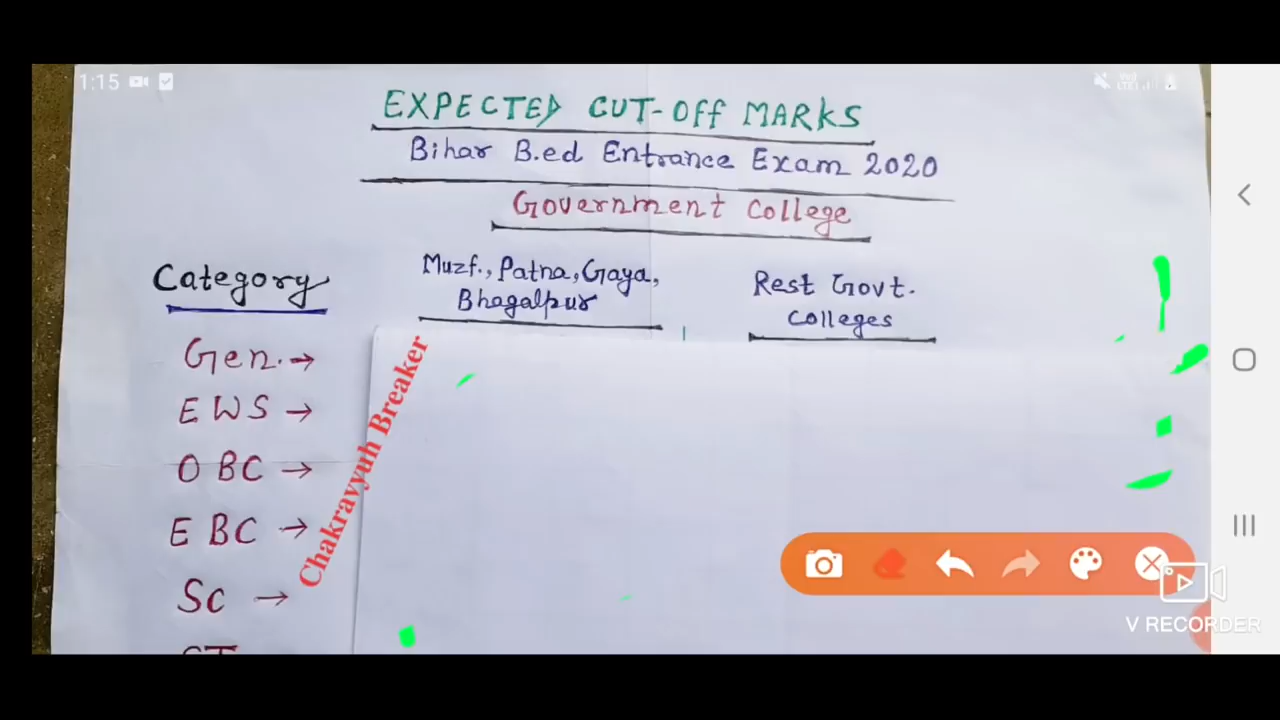 1:15
EXPECTED CUT-OFF MARKS
Bihar B.ed Entrance Exam 2020
Government College
Category
Muzf., Patna, Gaya,
Bhagalpur
Rest Govt.
Colleges
Gen. →
EWS →
OBC →
EBC →
SC →
ST
Chakravyuh Breaker
V RECORDER